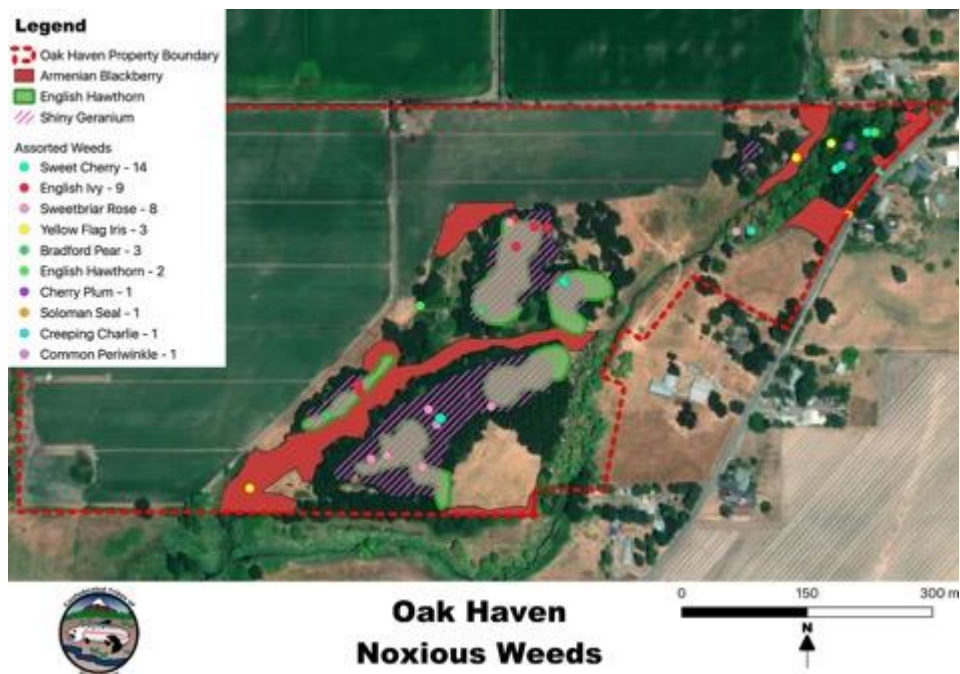 Legend
Oak Haven Property Boundary
Armenian Blackberry
English Hawthorn
Shiny Geranium
Assorted Weeds
Sweet Cherry - 14
English Ivy - 9
Sweetbriar Rose - 8
Yellow Flag Iris - 3
Bradford Pear - 3
English Hawthorn - 2
Cherry Plum - 1
Soloman Seal - 1
Creeping Charlie - 1
Common Periwinkle - 1
Oak Haven
Noxious Weeds
0 150 300 m
N